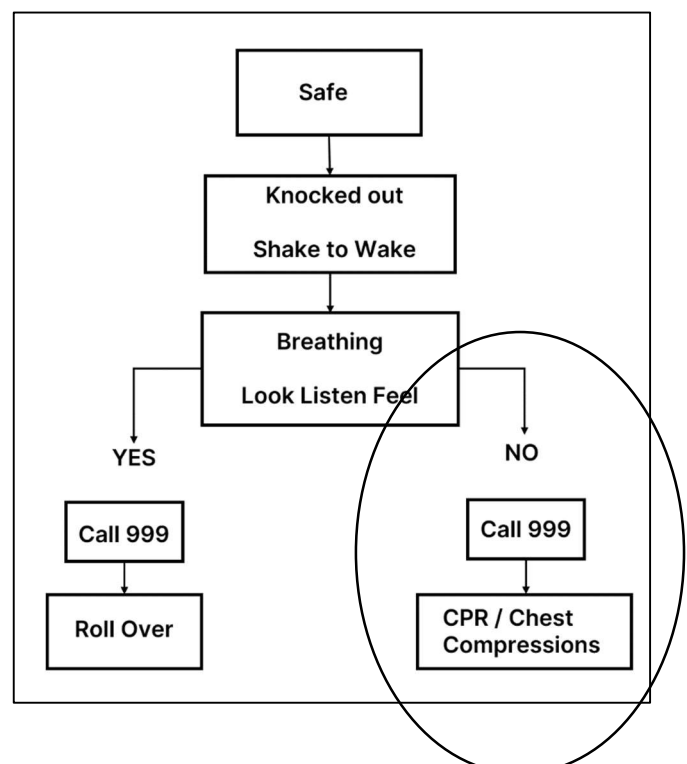 Safe
Knocked out
Shake to Wake
Breathing
Look Listen Feel
YES
Call 999
Roll Over
NO
Call 999
CPR / Chest
Compressions